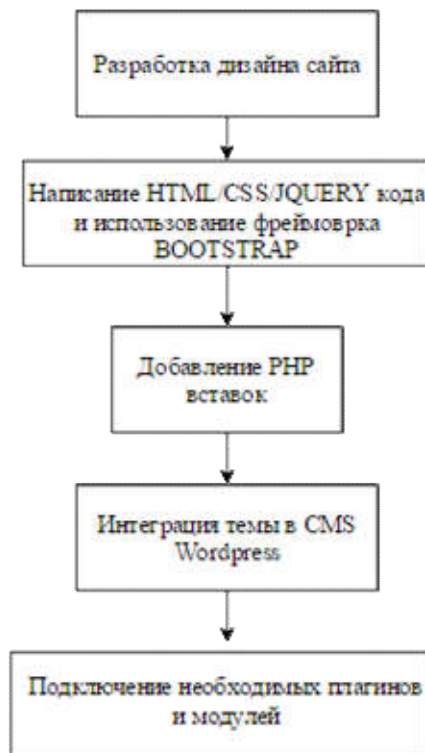 Разработка дизайна сайта
Написание HTML/CSS/JQUERY кода
и использование фреймоврка
BOOTSTRAP
Добавление PHP
вставок
Интеграция темы в CMS
Wordpress
Подключение необходимых плагинов
и модулей